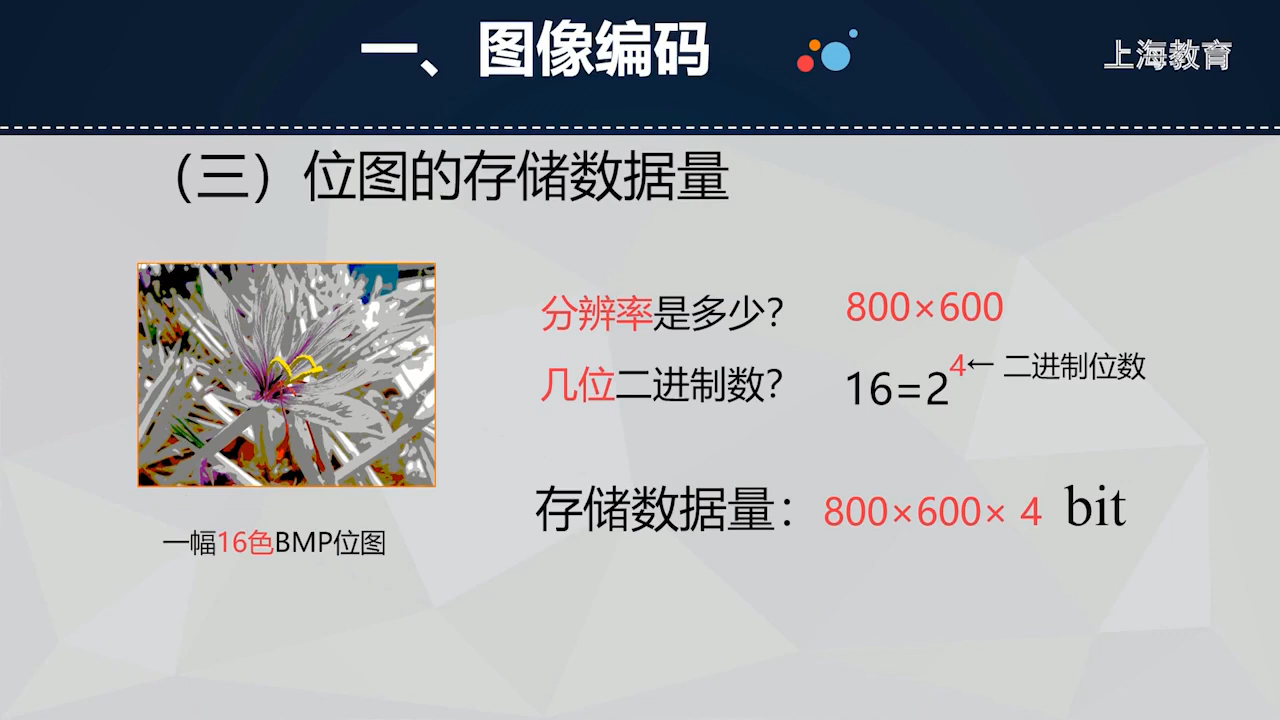 一、图像编码
上海教育
（三）位图的存储数据量
分辨率是多少？ 800×600
几位二进制数？ 16=2⁴← 二进制位数
存储数据量：800×600× 4 bit
一幅16色BMP位图